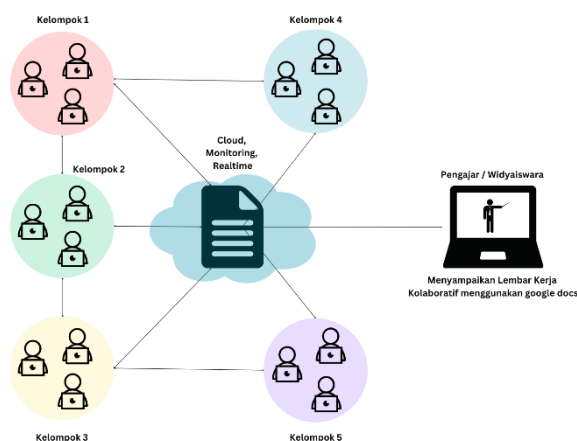 Kelompok 1
Kelompok 4
Cloud,
Monitoring,
Realtime
Kelompok 2
Pengajar / Widyaiswara
Menyampaikan Lembar Kerja
Kolaboratif menggunakan google docs
Kelompok 3
Kelompok 5